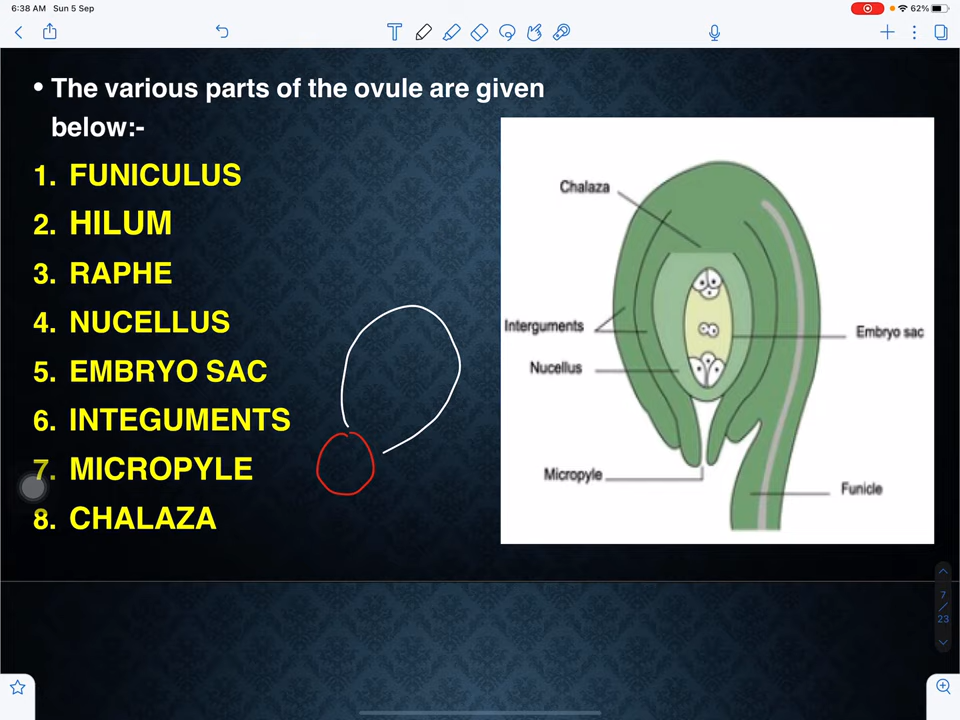 6:38 AM Sun 5 Sep
62%
• The various parts of the ovule are given
below:-
1. FUNICULUS
2. HILUM
3. RAPHE
4. NUCELLUS
5. EMBRYO SAC
6. INTEGUMENTS
7. MICROPYLE
8. CHALAZA
Chalaza
Interguments
Nucellus
Embryo sac
Micropyle
Funicle
7
/
23